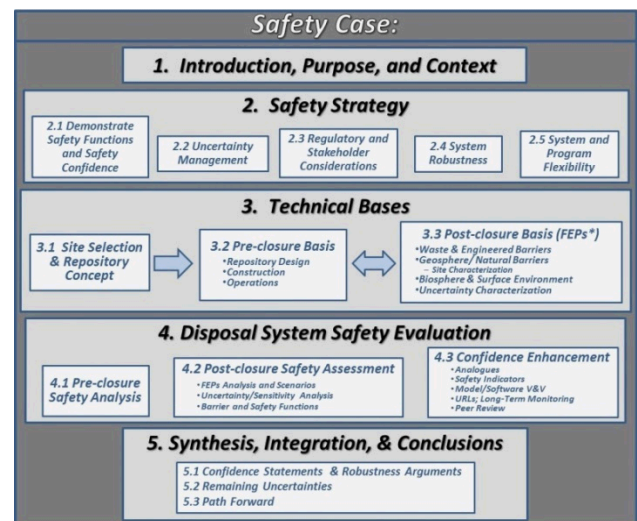 Safety Case:
1. Introduction, Purpose, and Context
2. Safety Strategy
2.1 Demonstrate
Safety Functions
and Safety
Confidence
2.2 Uncertainty
Management
2.3 Regulatory and
Stakeholder
Considerations
2.4 System
Robustness
2.5 System and
Program
Flexibility
3. Technical Bases
3.1 Site Selection
& Repository
Concept
3.2 Pre-closure Basis
•Repository Design
•Construction
•Operations
3.3 Post-closure Basis (FEPs*)
•Waste & Engineered Barriers
•Geosphere/Natural Barriers
– Site Characterization
•Biosphere & Surface Environment
•Uncertainty Characterization
4. Disposal System Safety Evaluation
4.1 Pre-closure
Safety Analysis
4.2 Post-closure Safety Assessment
•FEPs Analysis and Scenarios
•Uncertainty/Sensitivity Analysis
•Barrier and Safety Functions
4.3 Confidence Enhancement
•Analogues
•Safety Indicators
•Model/Software V&V
•URLs; Long-Term Monitoring
•Peer Review
5. Synthesis, Integration, & Conclusions
5.1 Confidence Statements & Robustness Arguments
5.2 Remaining Uncertainties
5.3 Path Forward